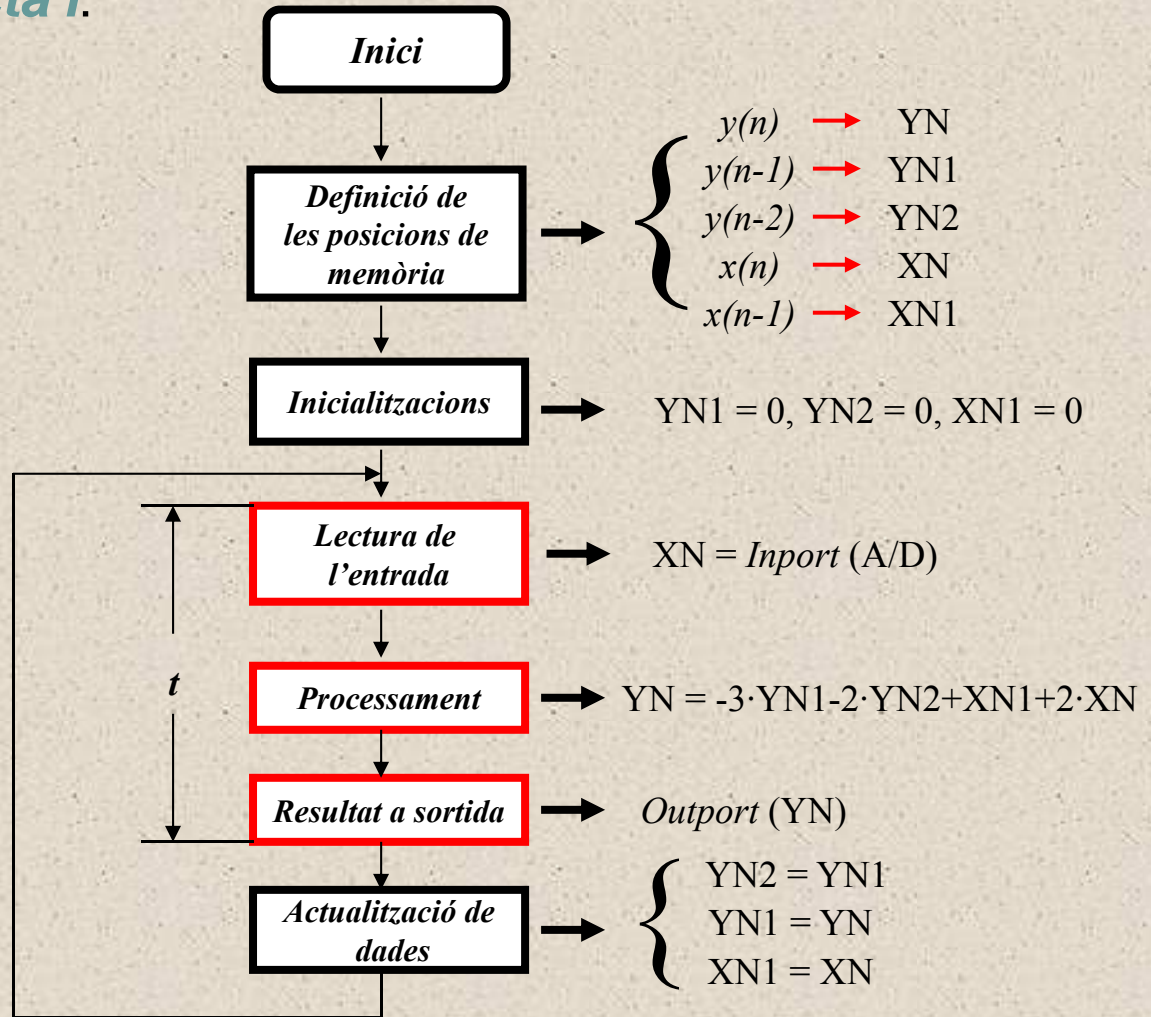 Inici
Definició de
les posicions de
memòria
y(n) → YN
y(n-1) → YN1
y(n-2) → YN2
x(n) → XN
x(n-1) → XN1
Inicialitzacions
YN1 = 0, YN2 = 0, XN1 = 0
Lectura de
l’entrada
XN = Inport (A/D)
t
Processament
YN = -3·YN1-2·YN2+XN1+2·XN
Resultat a sortida
Outport (YN)
Actualització de
dades
YN2 = YN1
YN1 = YN
XN1 = XN